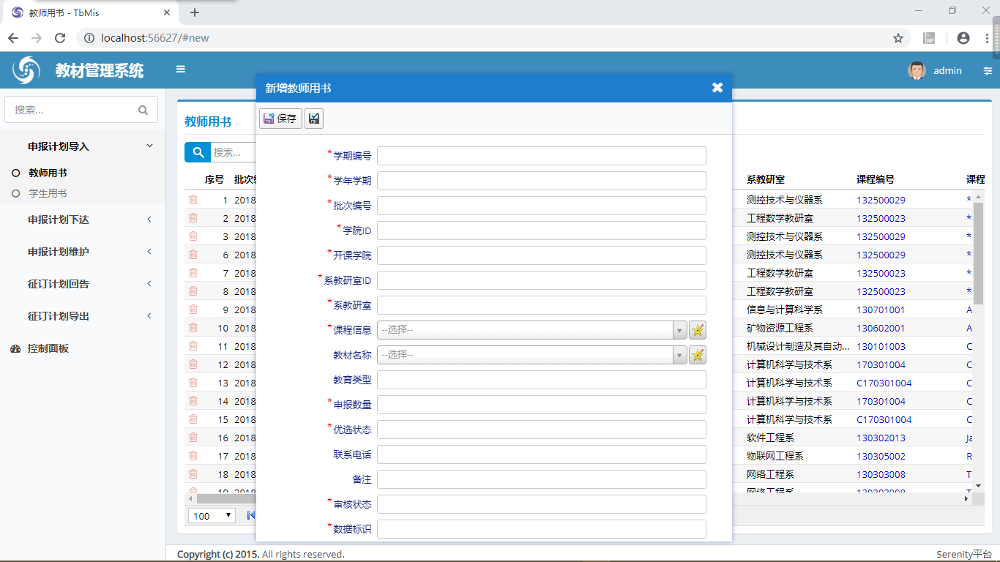 教师用书 - TbMis
localhost:56627/#new
教材管理系统
admin
搜索...
申报计划导入
教师用书
学生用书
申报计划下达
申报计划维护
征订计划回告
征订计划导出
控制面板
教师用书
搜索...
序号 批次编 系教研室 课程编号 课程
1 2018 测控技术与仪器系 132500029 *
2 2018 工程数学教研室 132500023 *
3 2018 测控技术与仪器系 132500029 *
6 2018 测控技术与仪器系 132500029 *
7 2018 工程数学教研室 132500023 *
8 2018 工程数学教研室 132500023 *
9 2018 信息与计算科学系 130701001 A
10 2018 矿物资源工程系 130602001 A
11 2018 机械设计制造及其自动... 130101003 C
12 2018 计算机科学与技术系 170301004 C
13 2018 计算机科学与技术系 C170301004 C
14 2018 计算机科学与技术系 170301004 C
15 2018 计算机科学与技术系 C170301004 C
16 2018 软件工程系 130302013 Ja
17 2018 物联网工程系 130305002 R
18 2018 网络工程系 130303008 T
100
新增教师用书
保存
*学期编号
*学年学期
*批次编号
*学院ID
*开课学院
*系教研室ID
*系教研室
*课程信息 --选择--
教材名称 --选择--
教育类型
*申报数量
*优选状态
联系电话
备注
*审核状态
*数据标识
Copyright (c) 2015. All rights reserved.
Serenity平台